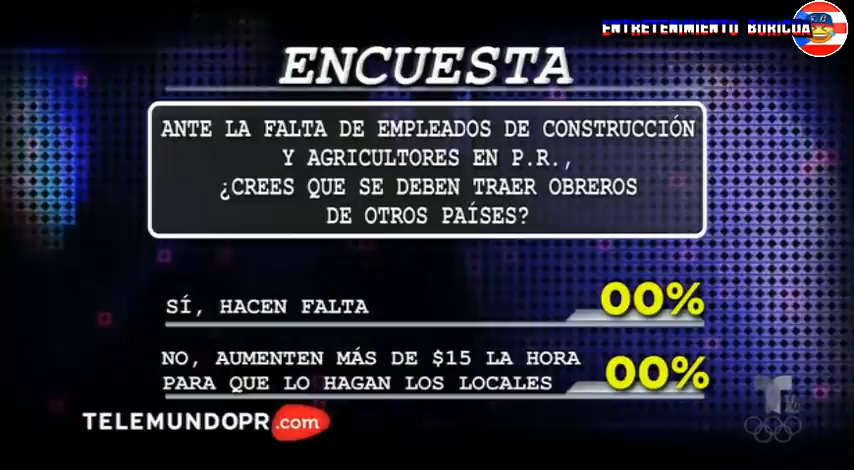 ENTRETENIMIENTO BORICUA
ENCUESTA
ANTE LA FALTA DE EMPLEADOS DE CONSTRUCCIÓN
Y AGRICULTORES EN P.R.,
¿CREES QUE SE DEBEN TRAER OBREROS
DE OTROS PAÍSES?
SÍ, HACEN FALTA 00%
NO, AUMENTEN MÁS DE $15 LA HORA
PARA QUE LO HAGAN LOS LOCALES 00%
TELEMUNDOPR.com